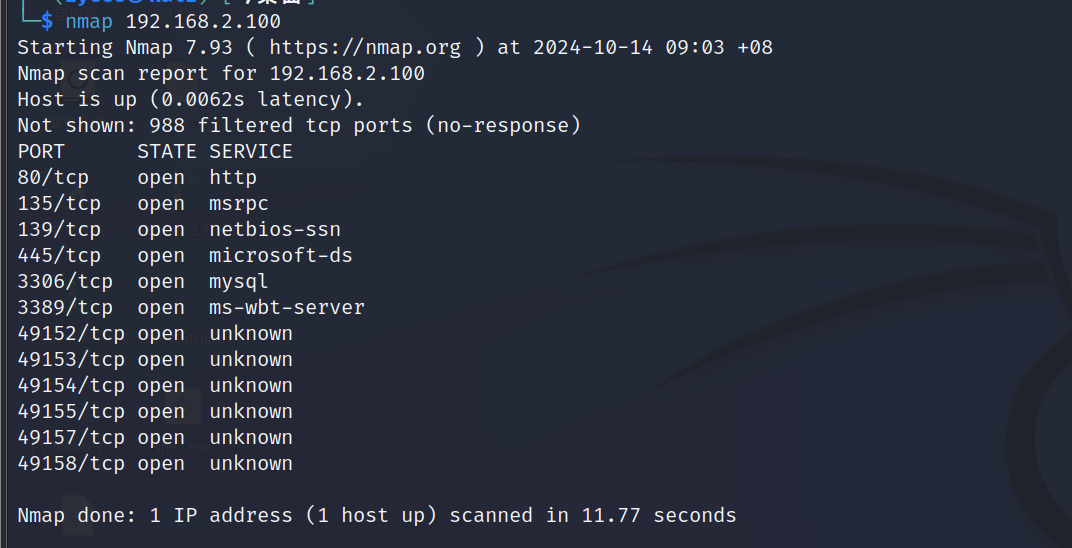 └─$ nmap 192.168.2.100
Starting Nmap 7.93 ( https://nmap.org ) at 2024-10-14 09:03 +08
Nmap scan report for 192.168.2.100
Host is up (0.0062s latency).
Not shown: 988 filtered tcp ports (no-response)
PORT      STATE SERVICE
80/tcp    open  http
135/tcp   open  msrpc
139/tcp   open  netbios-ssn
445/tcp   open  microsoft-ds
3306/tcp  open  mysql
3389/tcp  open  ms-wbt-server
49152/tcp open  unknown
49153/tcp open  unknown
49154/tcp open  unknown
49155/tcp open  unknown
49157/tcp open  unknown
49158/tcp open  unknown
Nmap done: 1 IP address (1 host up) scanned in 11.77 seconds